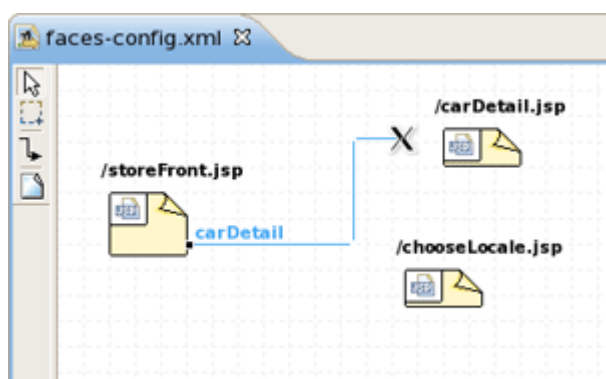 faces-config.xml
/carDetail.jsp
/storeFront.jsp
carDetail
/chooseLocale.jsp